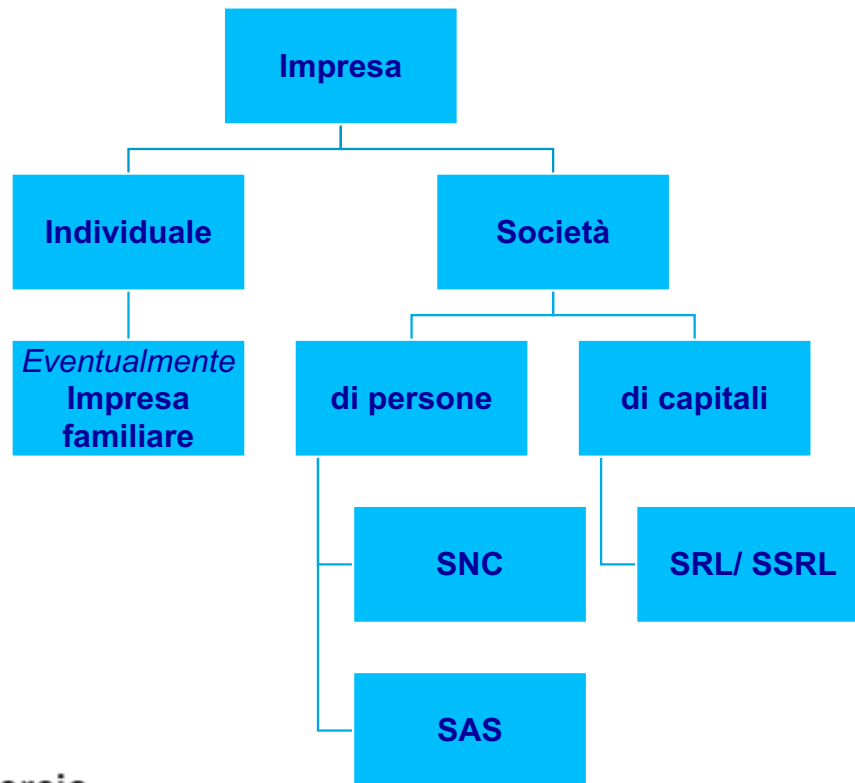 Impresa
Individuale
Società
Eventualmente
Impresa
familiare
di persone
di capitali
SNC
SRL/ SSRL
SAS